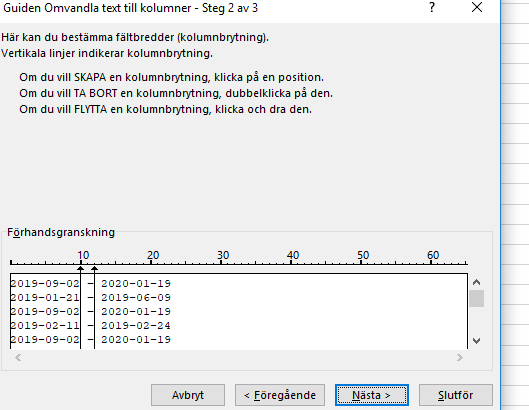 Guiden Omvandla text till kolumner - Steg 2 av 3 ?
Här kan du bestämma fältbredder (kolumnbrytning).
Vertikala linjer indikerar kolumnbrytning.
Om du vill SKAPA en kolumnbrytning, klicka på en position.
Om du vill TA BORT en kolumnbrytning, dubbelklicka på den.
Om du vill FLYTTA en kolumnbrytning, klicka och dra den.
Förhandsgranskning
10 20 30 40 50 60
2019-09-02 - 2020-01-19
2019-01-21 - 2019-06-09
2019-09-02 - 2020-01-19
2019-02-11 - 2019-02-24
2019-09-02 - 2020-01-19
Avbryt < Föregående Nästa > Slutför